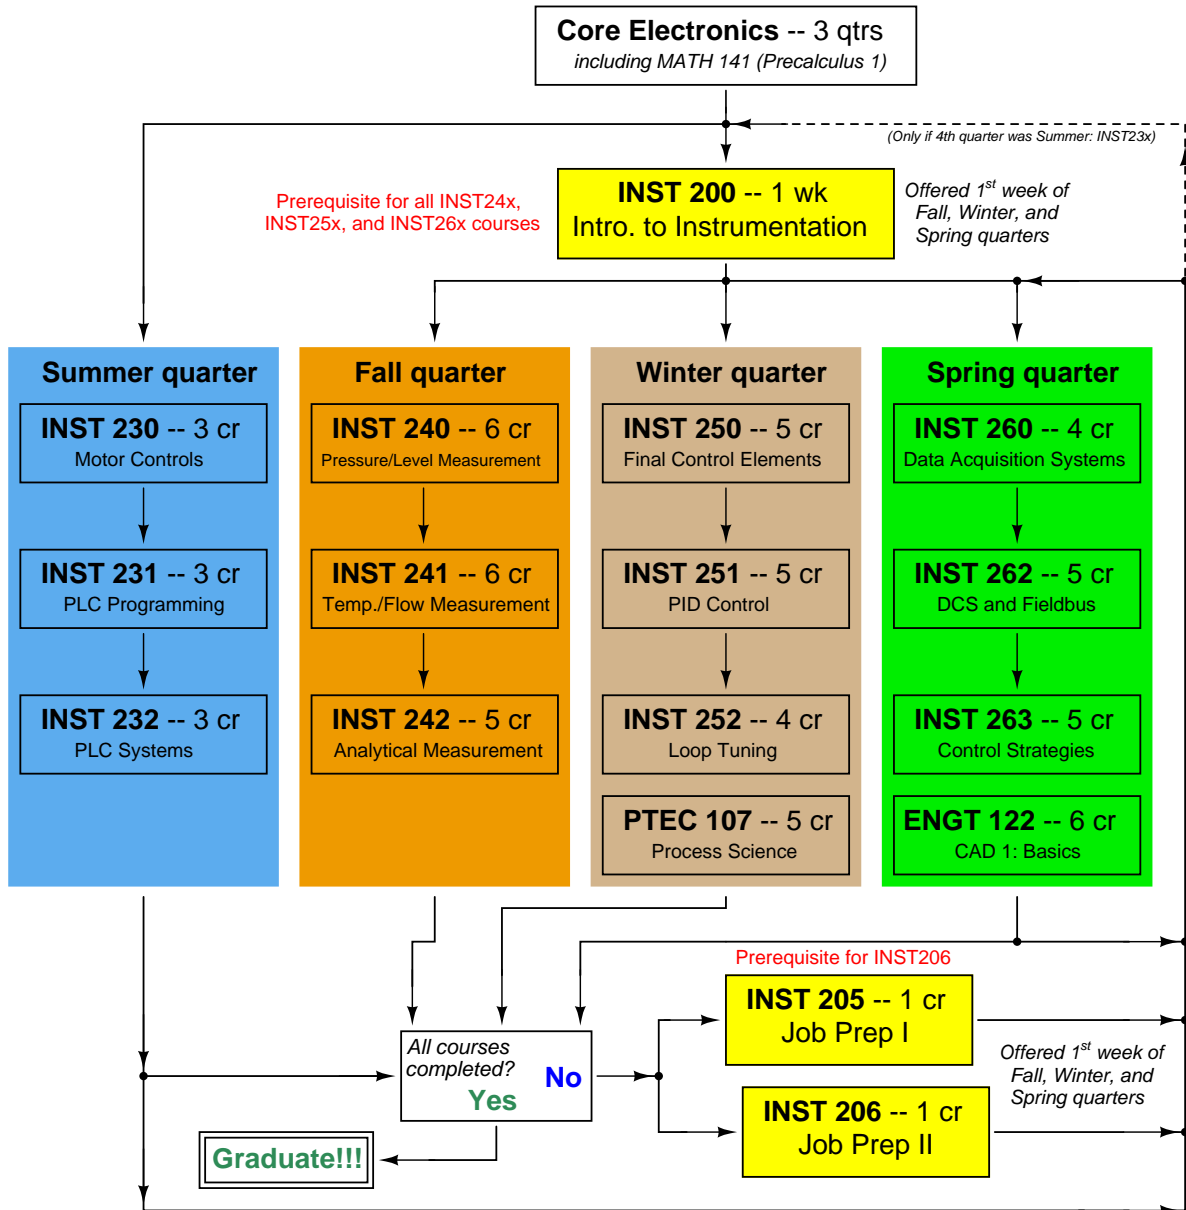 Core Electronics -- 3 qtrs
including MATH 141 (Precalculus 1)
(Only if 4th quarter was Summer: INST23x)
Prerequisite for all INST24x,
INST25x, and INST26x courses
INST 200 -- 1 wk
Intro. to Instrumentation
Offered 1st week of
Fall, Winter, and
Spring quarters
Summer quarter
INST 230 -- 3 cr
Motor Controls
INST 231 -- 3 cr
PLC Programming
INST 232 -- 3 cr
PLC Systems
Fall quarter
INST 240 -- 6 cr
Pressure/Level Measurement
INST 241 -- 6 cr
Temp./Flow Measurement
INST 242 -- 5 cr
Analytical Measurement
Winter quarter
INST 250 -- 5 cr
Final Control Elements
INST 251 -- 5 cr
PID Control
INST 252 -- 4 cr
Loop Tuning
PTEC 107 -- 5 cr
Process Science
Spring quarter
INST 260 -- 4 cr
Data Acquisition Systems
INST 262 -- 5 cr
DCS and Fieldbus
INST 263 -- 5 cr
Control Strategies
ENGT 122 -- 6 cr
CAD 1: Basics
Prerequisite for INST206
INST 205 -- 1 cr
Job Prep I
All courses
completed?
No
Yes
Offered 1st week of
Fall, Winter, and
Spring quarters
INST 206 -- 1 cr
Job Prep II
Graduate!!!